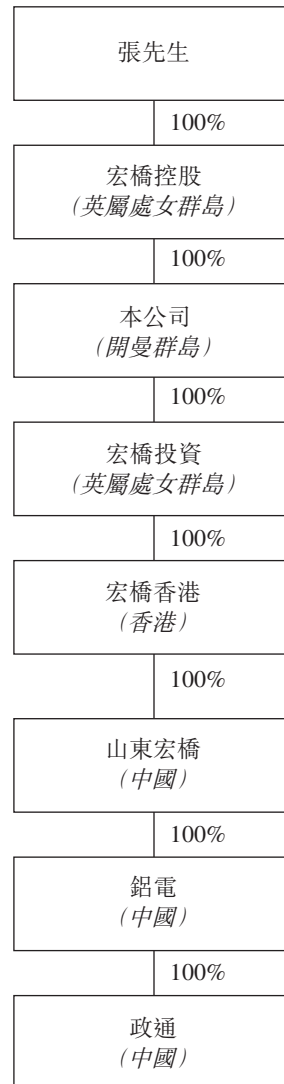 張先生
100%
宏橋控股
（英屬處女群島）
100%
本公司
（開曼群島）
100%
宏橋投資
（英屬處女群島）
100%
宏橋香港
（香港）
100%
山東宏橋
（中國）
100%
鋁電
（中國）
100%
政通
（中國）